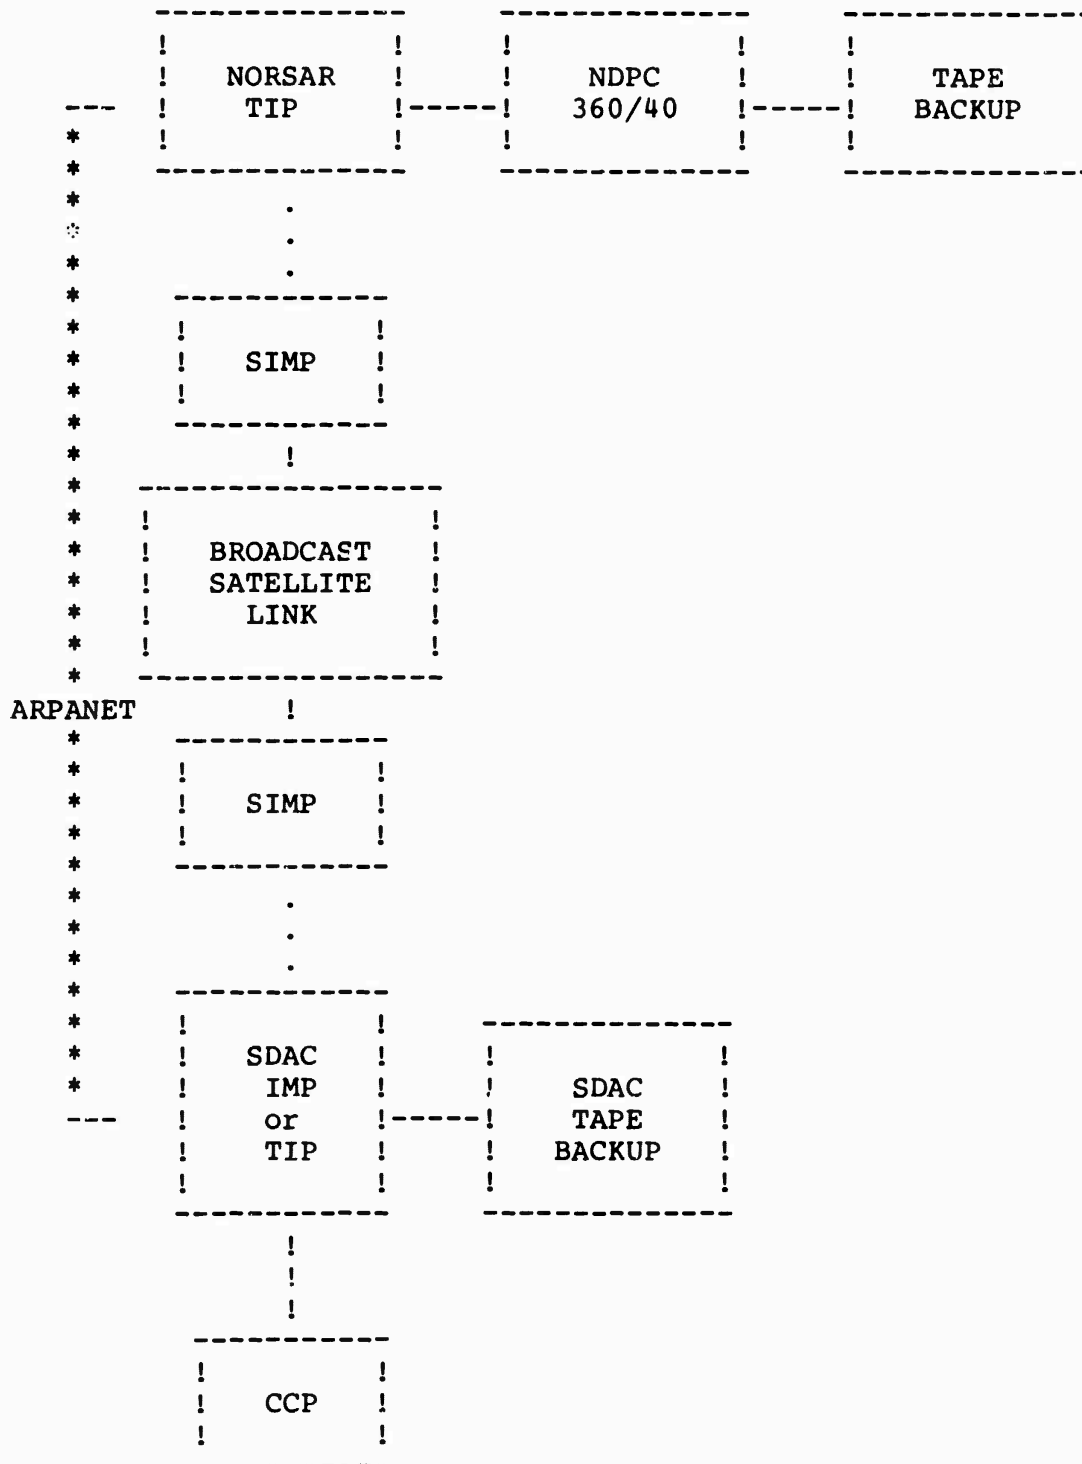 NORSAR
TIP
NDPC
360/40
TAPE
BACKUP
SIMP
BROADCAST
SATELLITE
LINK
ARPANET
SIMP
SDAC
IMP
or
TIP
SDAC
TAPE
BACKUP
CCP